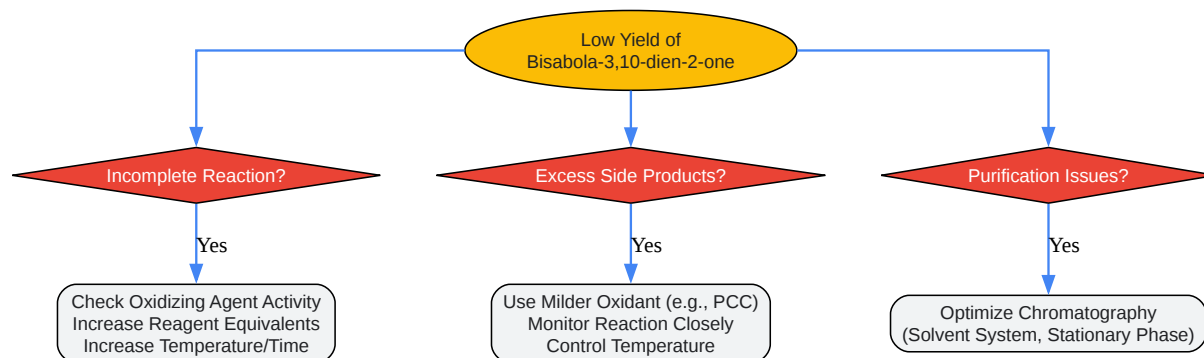 Low Yield of
Bisabola-3,10-dien-2-one
Incomplete Reaction?
Excess Side Products?
Purification Issues?
Yes
Yes
Yes
Check Oxidizing Agent Activity
Increase Reagent Equivalents
Increase Temperature/Time
Use Milder Oxidant (e.g., PCC)
Monitor Reaction Closely
Control Temperature
Optimize Chromatography
(Solvent System, Stationary Phase)